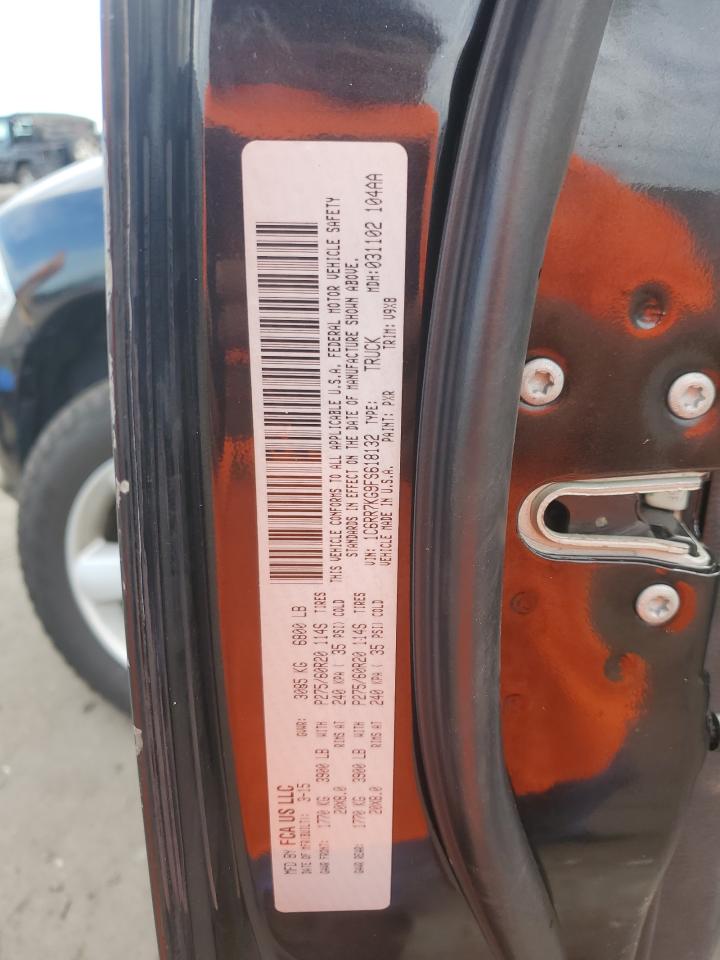 MFD BY FCA US LLC
DATE OF MFR(BUILT): 3-15 GVWR: 3085 KG 6800 LB
GAWR FRONT: 1770 KG 3900 LB WITH P275/60R20 114S TIRES
20X8.0 RIMS AT 240 KPA ( 35 PSI) COLD
GAWR REAR: 1770 KG 3900 LB WITH P275/60R20 114S TIRES
20X8.0 RIMS AT 240 KPA ( 35 PSI) COLD
THIS VEHICLE CONFORMS TO ALL APPLICABLE U.S.A. FEDERAL MOTOR VEHICLE SAFETY
STANDARDS IN EFFECT ON THE DATE OF MANUFACTURE SHOWN ABOVE.
VIN: 1C6RR7KG9FS618132 TYPE: TRUCK MDH:031102 104AA
VEHICLE MADE IN U.S.A. PAINT: PXR TRIM: V9X8